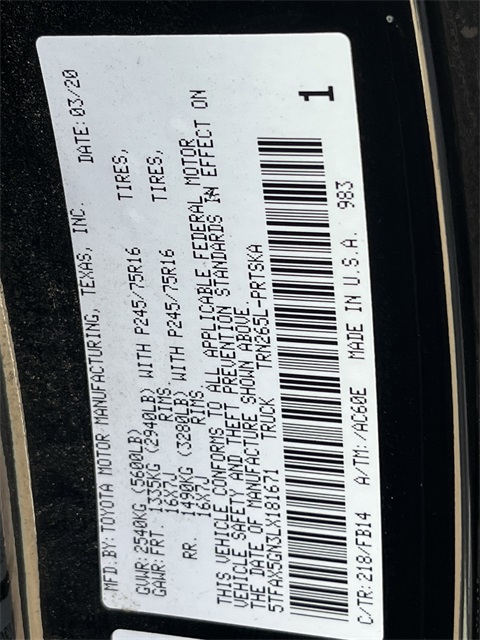 MFD.BY: TOYOTA MOTOR MANUFACTURING, TEXAS, INC. DATE: 03/20
GVWR: 2540KG (5600LB)
GAWR: FRT. 1335KG (2940LB) WITH P245/75R16 TIRES,
16X7J RIMS
RR. 1490KG (3280LB) WITH P245/75R16 TIRES,
16X7J RIMS.
THIS VEHICLE CONFORMS TO ALL APPLICABLE FEDERAL MOTOR
VEHICLE SAFETY AND THEFT PREVENTION STANDARDS IN EFFECT ON
THE DATE OF MANUFACTURE SHOWN ABOVE.
5TFAX5GN3LX181671 TRUCK TRN265L-PRTSKA
1
C/TR: 218/FB14 A/TM: /AC60E MADE IN U.S.A. 983